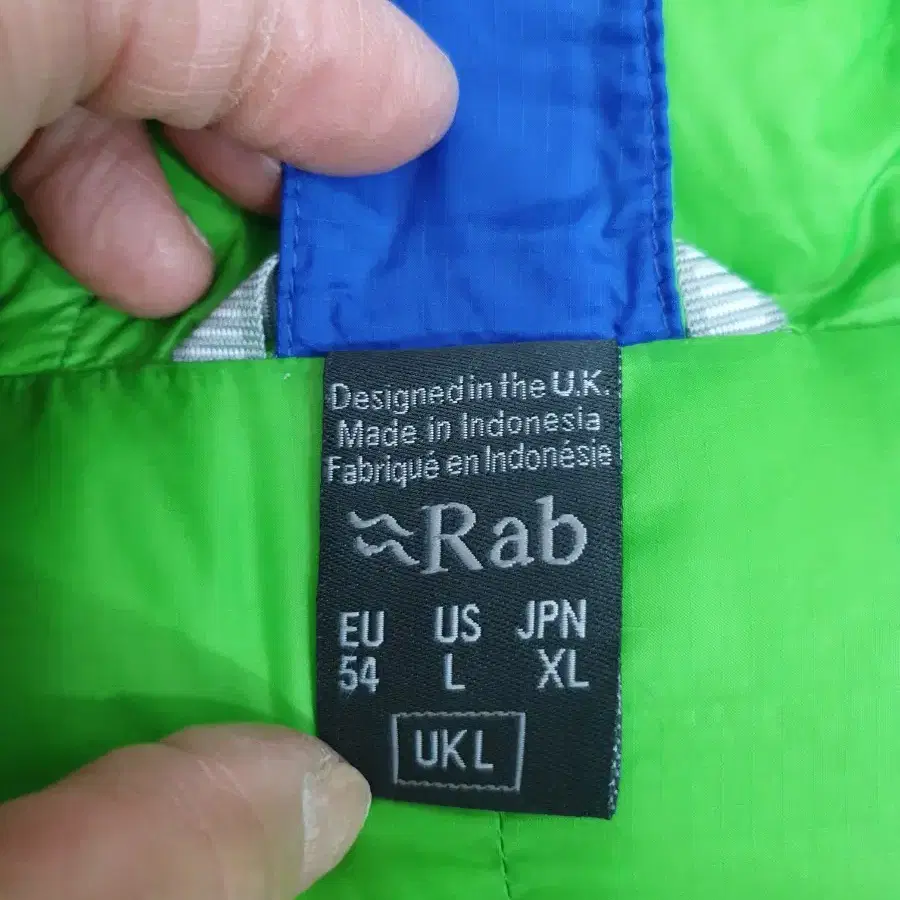 Designed in the U.K.
Made in Indonesia
Fabriqué en Indonésie
Rab
EU US JPN
54 L XL
UK L